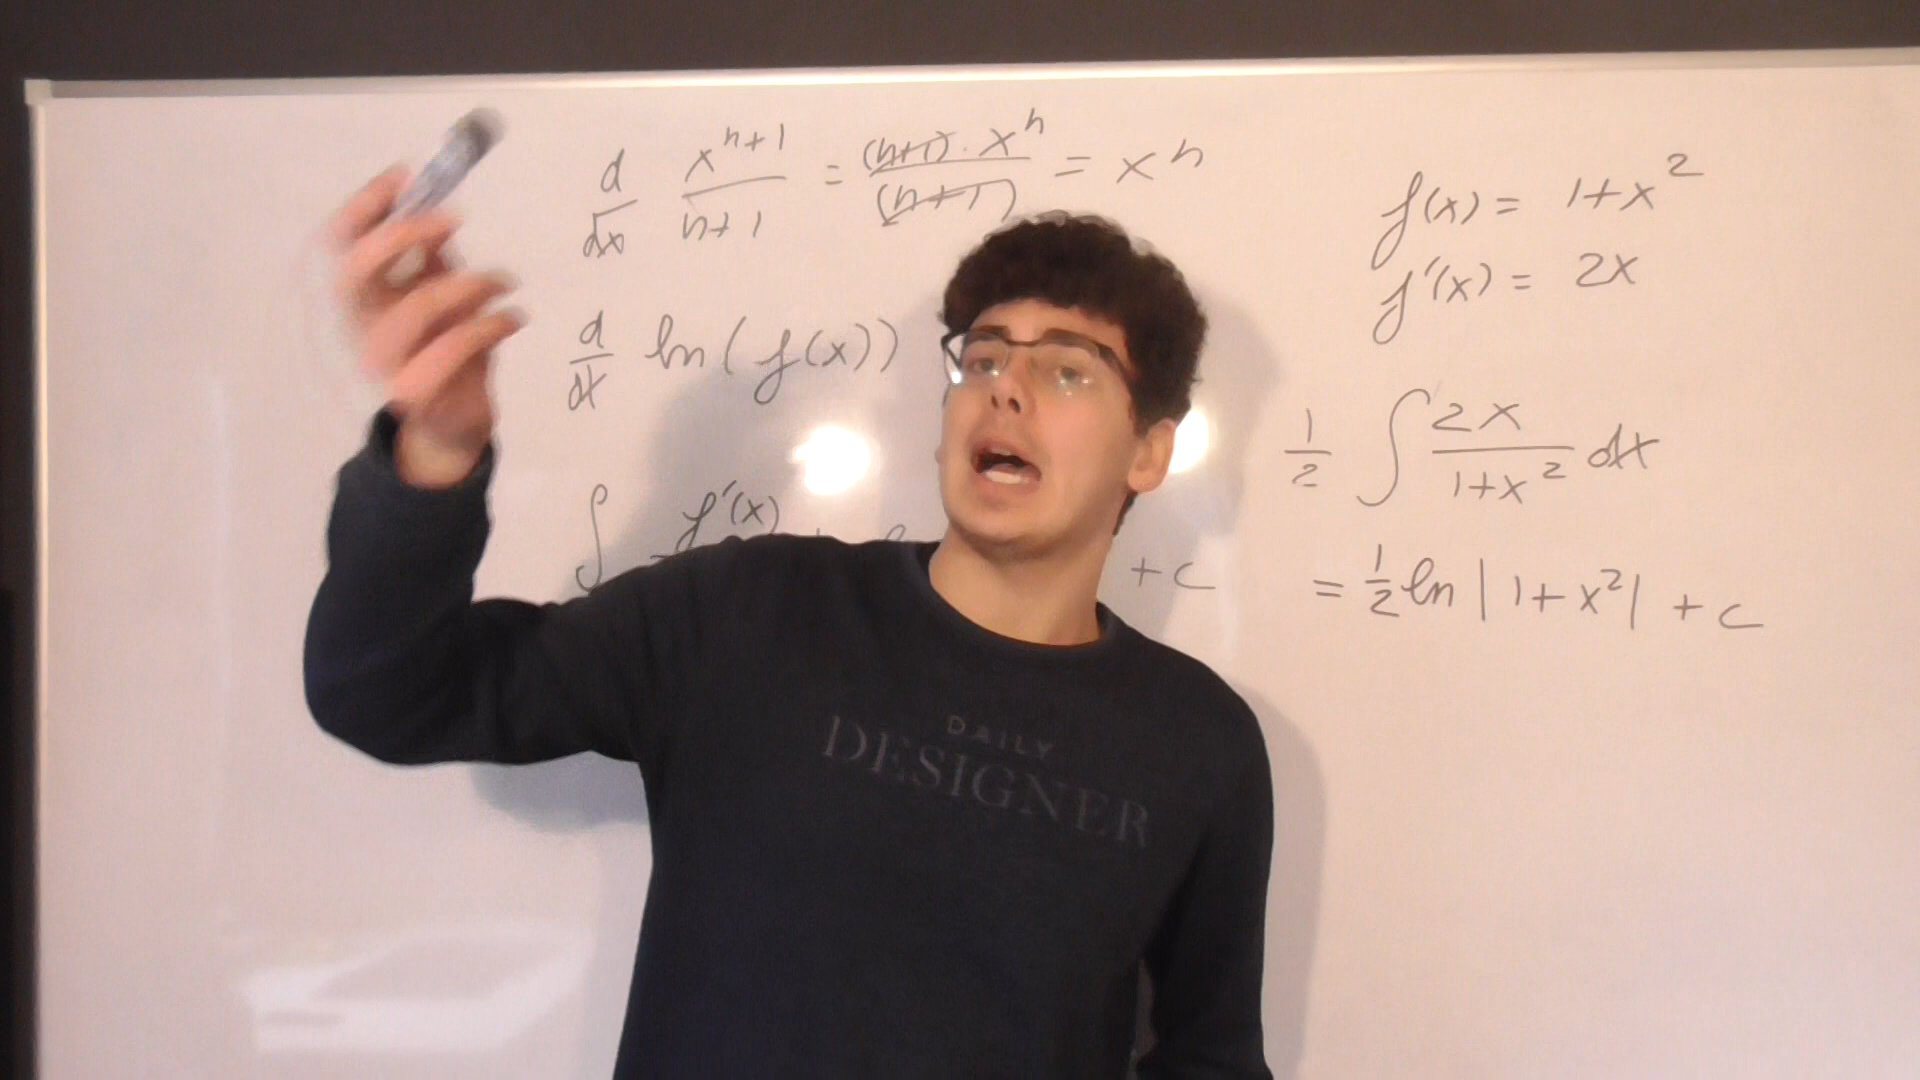 d/dx x^(n+1)/(n+1) = (n+1)·x^n/(n+1) = x^n
d/dx ln(f(x))
∫ f'(x) + c
f(x) = 1+x²
f'(x) = 2x
1/2 ∫ 2x/(1+x²) dx
= 1/2 ln|1+x²| + c
DAILY
DESIGNER